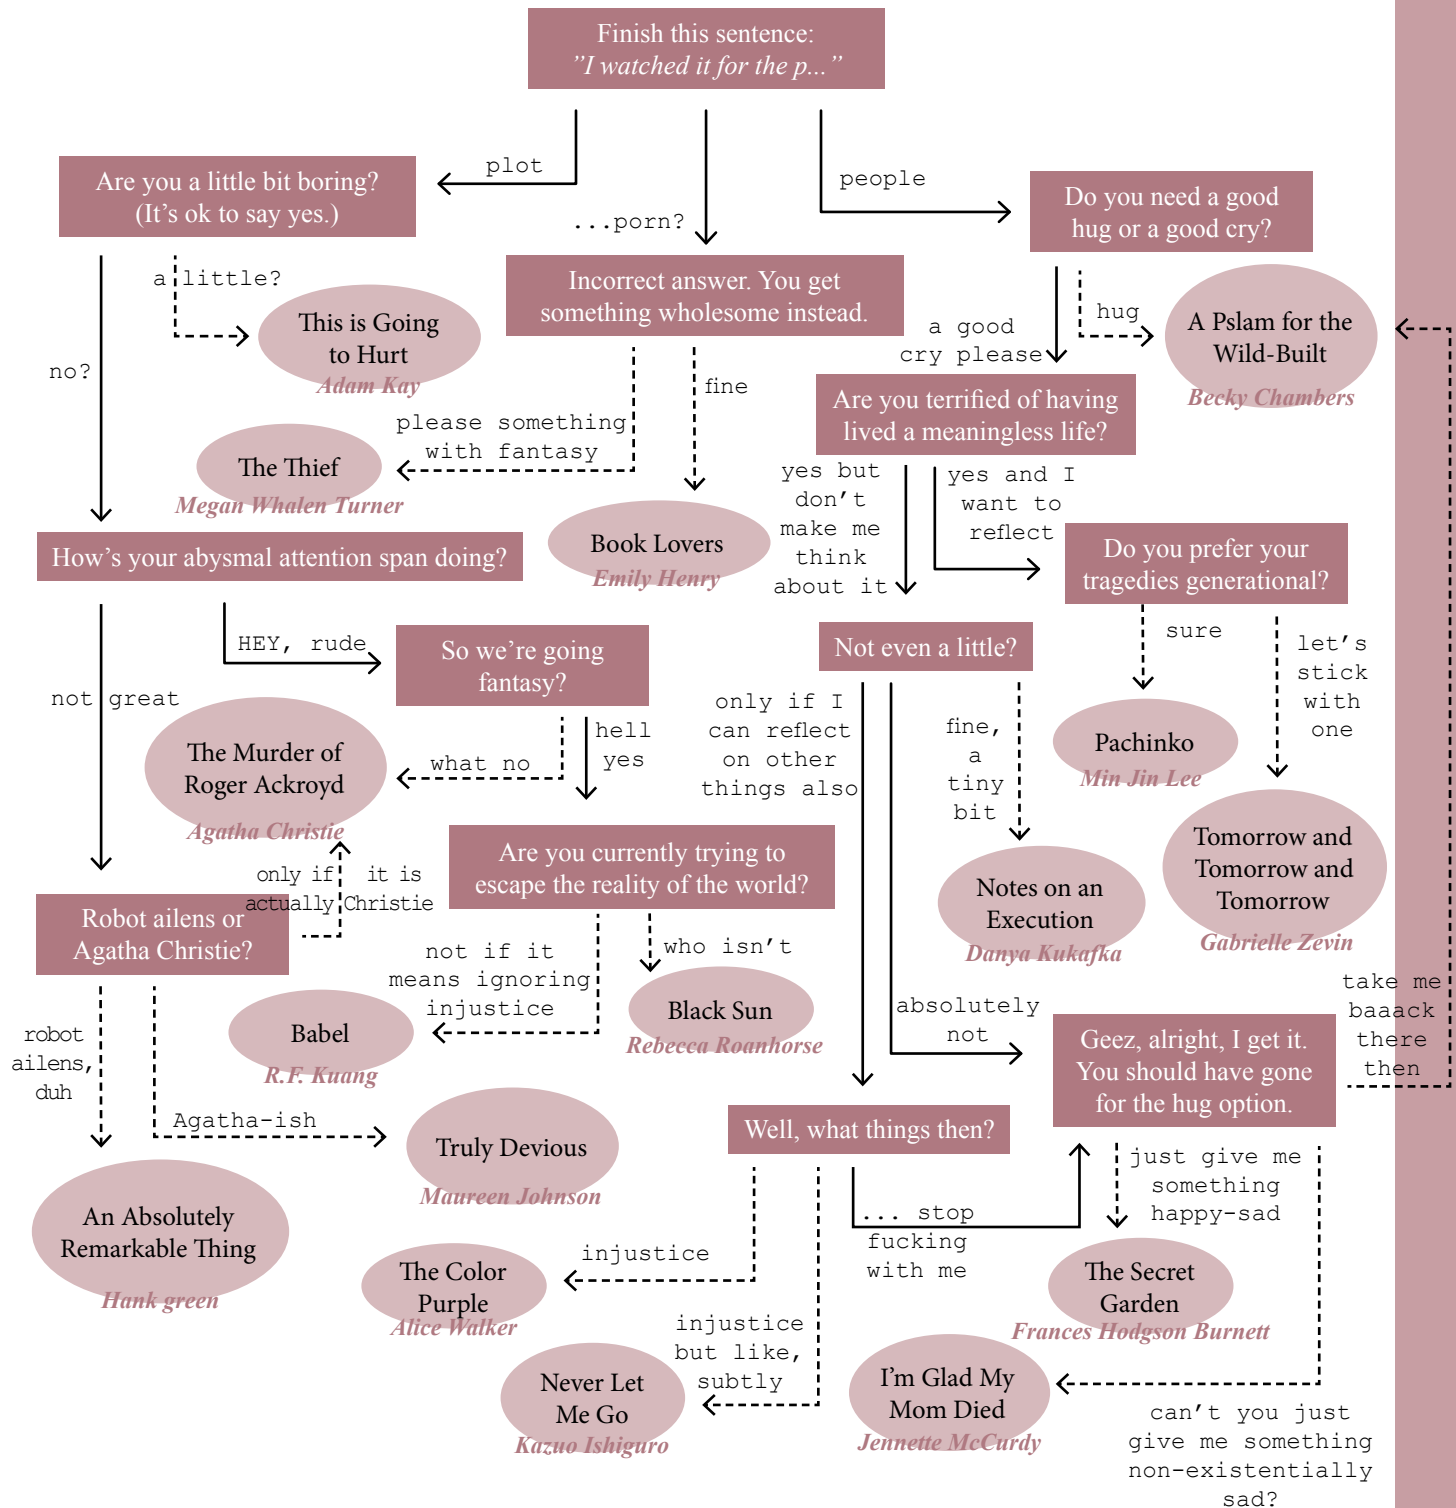 Finish this sentence:
”I watched it for the p...”
plot
...porn?
people
Are you a little bit boring?
(It’s ok to say yes.)
Do you need a good
hug or a good cry?
a little?
no?
This is Going
to Hurt
Adam Kay
Incorrect answer. You get
something wholesome instead.
please something
with fantasy
fine
The Thief
Megan Whalen Turner
Book Lovers
Emily Henry
hug
a good
cry please
A Pslam for the
Wild-Built
Becky Chambers
Are you terrified of having
lived a meaningless life?
yes but
don't
make me
think
about it
yes and I
want to
reflect
How’s your abysmal attention span doing?
HEY, rude
not great
So we’re going
fantasy?
what no
hell
yes
The Murder of
Roger Ackroyd
Agatha Christie
Do you prefer your
tragedies generational?
sure
let's
stick
with
one
Pachinko
Min Jin Lee
Tomorrow and
Tomorrow and
Tomorrow
Gabrielle Zevin
Not even a little?
only if I
can reflect
on other
things also
fine,
a
tiny
bit
absolutely
not
Notes on an
Execution
Danya Kukafka
Are you currently trying to
escape the reality of the world?
not if it
means ignoring
injustice
who isn't
Babel
R.F. Kuang
Black Sun
Rebecca Roanhorse
Robot ailens or
Agatha Christie?
only if it is
actually Christie
robot
ailens,
duh
Agatha-ish
An Absolutely
Remarkable Thing
Hank green
Truly Devious
Maureen Johnson
Geez, alright, I get it.
You should have gone
for the hug option.
take me
baaack
there
then
Well, what things then?
... stop
fucking
with me
just give me
something
happy-sad
injustice
The Color
Purple
Alice Walker
injustice
but like,
subtly
Never Let
Me Go
Kazuo Ishiguro
The Secret
Garden
Frances Hodgson Burnett
I’m Glad My
Mom Died
Jennette McCurdy
can't you just
give me something
non-existentially
sad?